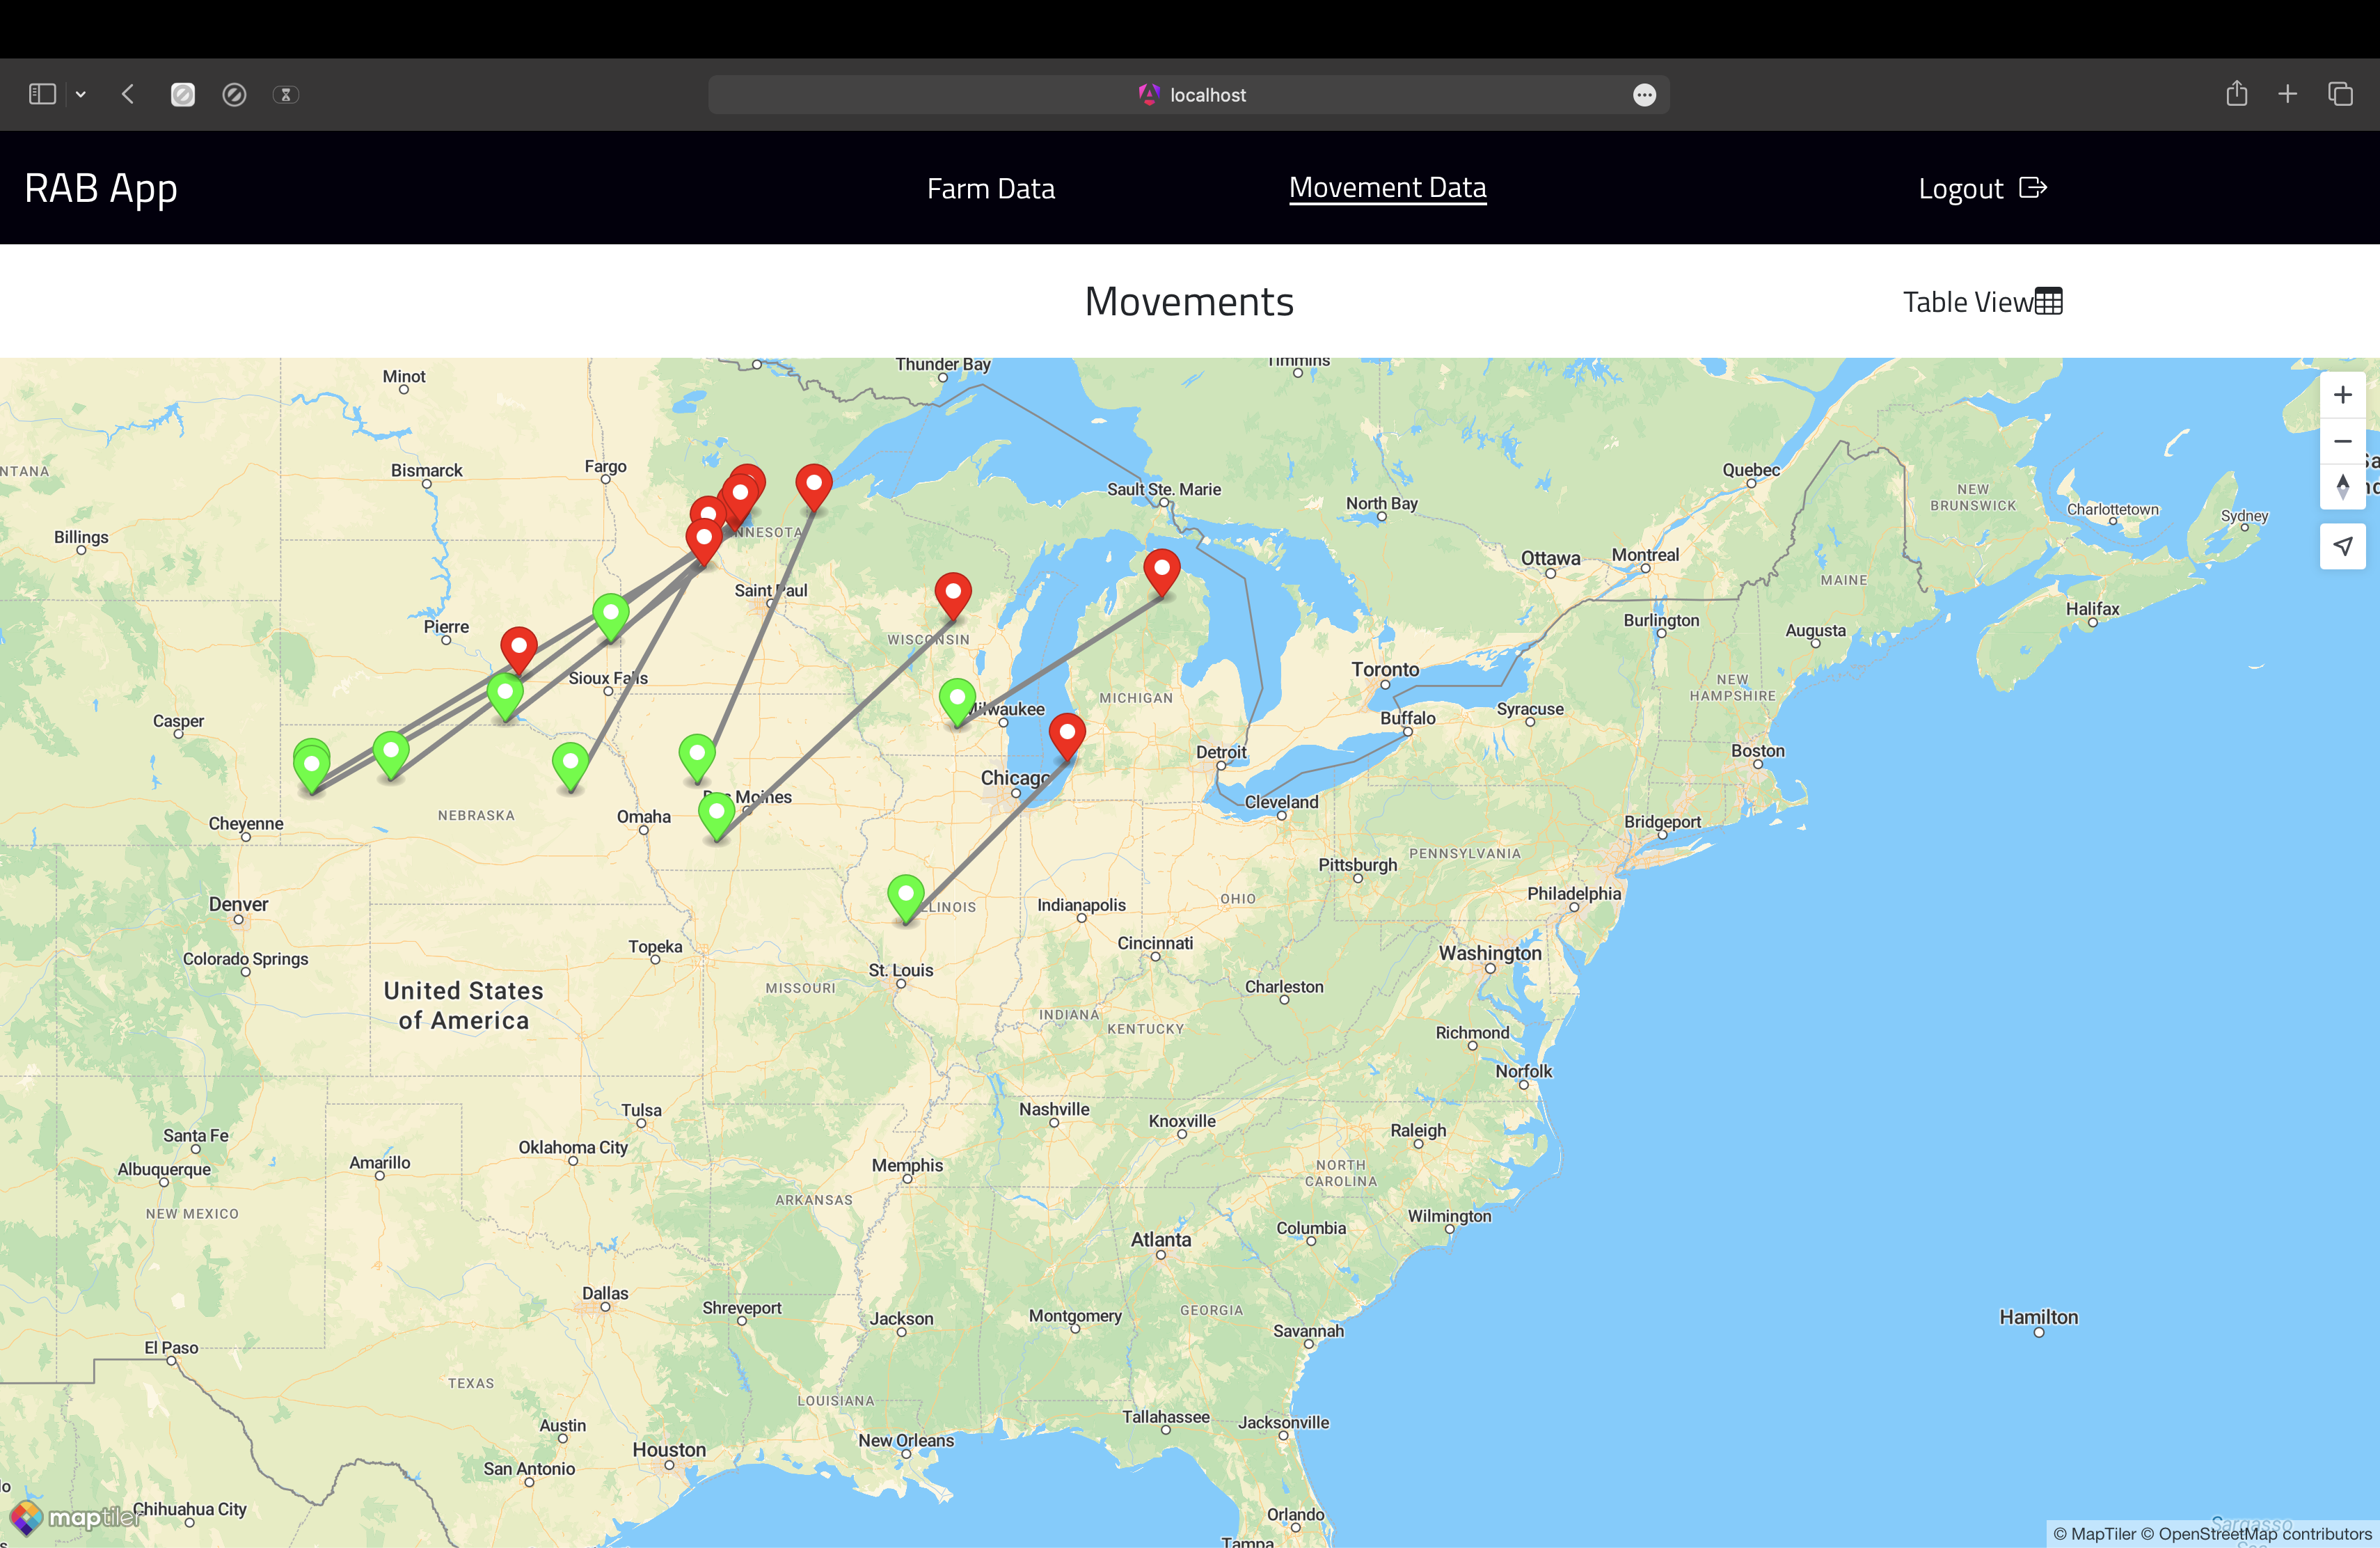 localhost
RAB App
Farm Data
Movement Data
Logout
Movements
Table View
Thunder Bay
Timmins
Minot
Bismarck
Fargo
Sault Ste. Marie
North Bay
Quebec
NEW
BRUNSWICK
Charlottetown
Sydney
NTANA
Billings
NNESOTA
Ottawa
Montreal
MAINE
Halifax
Saint Paul
Pierre
WISCONSIN
Burlington
Augusta
Toronto
Sioux Falls
MICHIGAN
NEW
HAMPSHIRE
Casper
Milwaukee
Buffalo
Syracuse
Detroit
Boston
Chicago
Des Moines
Cleveland
Cheyenne
NEBRASKA
Omaha
Bridgeport
Pittsburgh
PENNSYLVANIA
Philadelphia
Denver
LLINOIS
Indianapolis
OHIO
Topeka
Cincinnati
Washington
Colorado Springs
St. Louis
United States
of America
MISSOURI
Charleston
INDIANA
KENTUCKY
Richmond
Norfolk
Tulsa
Nashville
Knoxville
Raleigh
Santa Fe
Oklahoma City
Albuquerque
Amarillo
Memphis
NORTH
CAROLINA
NEW MEXICO
ARKANSAS
Wilmington
Columbia
Atlanta
Dallas
Shreveport
Jackson
Montgomery
GEORGIA
Savannah
Hamilton
El Paso
TEXAS
LOUISIANA
Austin
Tallahassee
Jacksonville
Houston
New Orleans
San Antonio
Chihuahua City
maptiler
Orlando
Tampa
Sargasso
Sea
© MapTiler © OpenStreetMap contributors